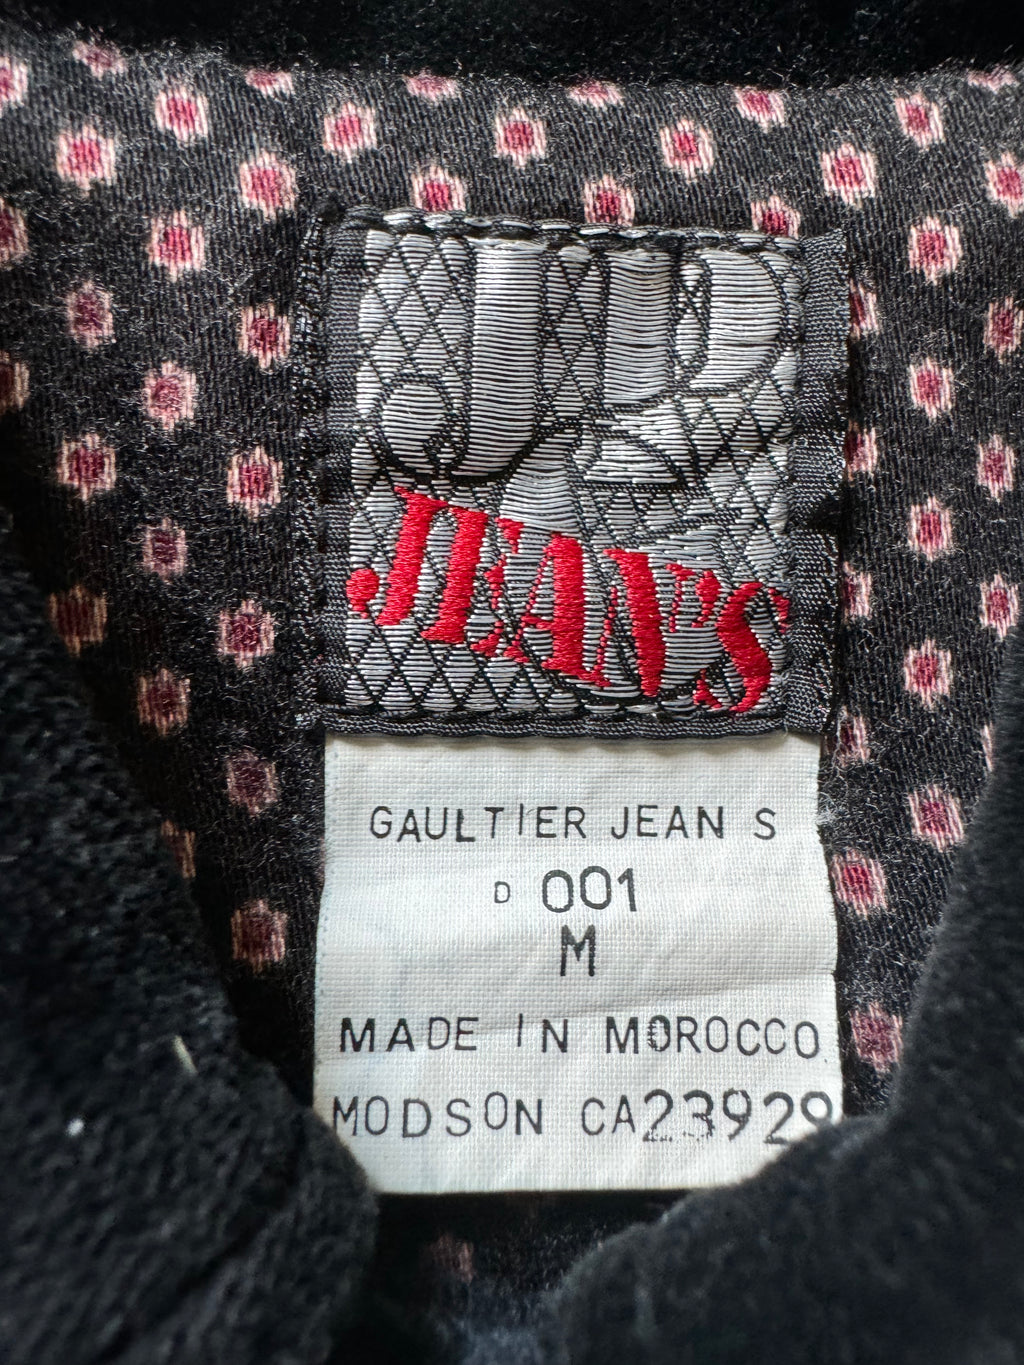 JPG
JEAN'S
GAULTIER JEAN S
D 001
M
MADE IN MOROCCO
MODSON CA23929